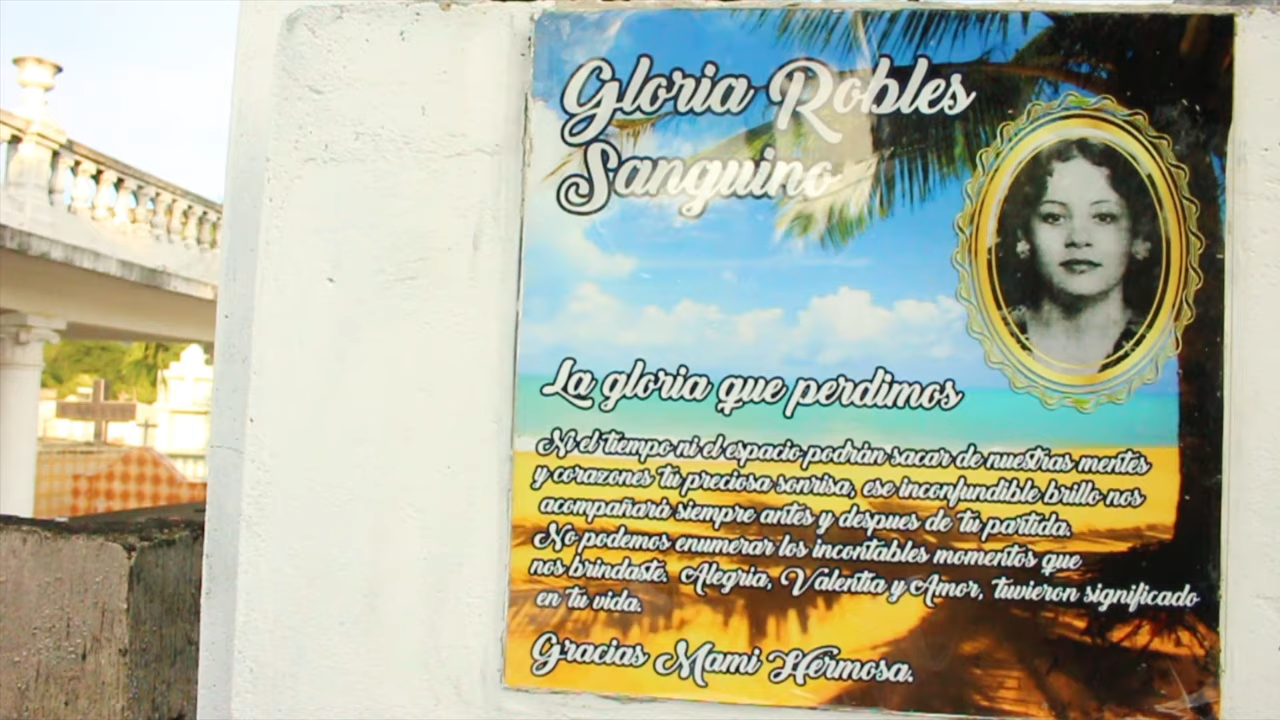 Gloria Robles
Sanguino
La gloria que perdimos
Ni el tiempo ni el espacio podrán sacar de nuestras mentes
y corazones tu preciosa sonrisa, ese inconfundible brillo nos
acompañará siempre antes y despues de tu partida.
No podemos enumerar los incontables momentos que
nos brindaste. Alegria, Valentia y Amor, tuvieron significado
en tu vida.
Gracias Mami Hermosa.